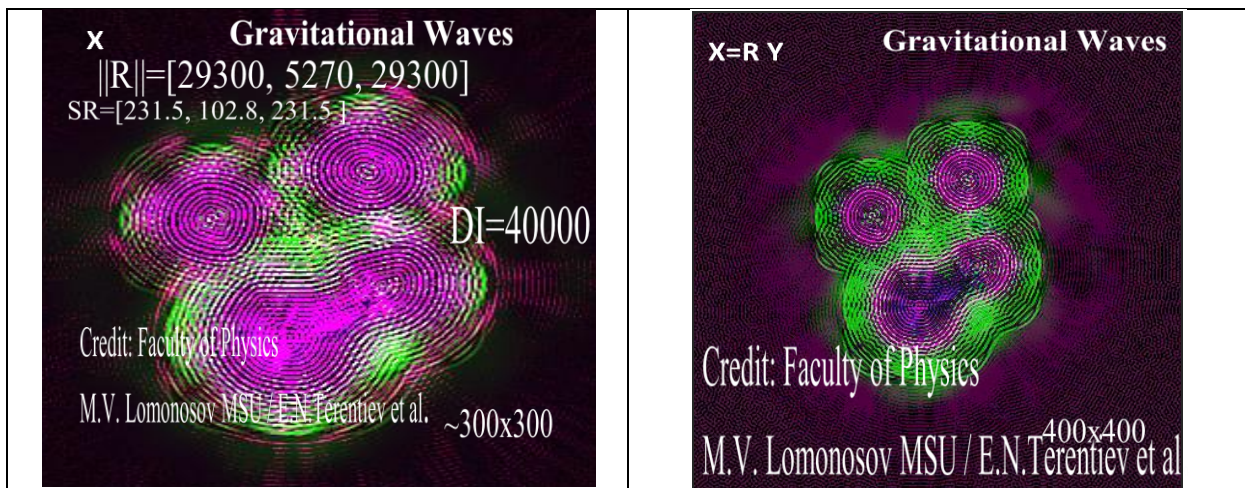 X
Gravitational Waves
||R||=[29300, 5270, 29300]
SR=[231.5, 102.8, 231.5 ]
DI=40000
Credit: Faculty of Physics
M.V. Lomonosov MSU / E.N.Terentiev et al.
~300x300
X=R Y
Gravitational Waves
Credit: Faculty of Physics
400x400
M.V. Lomonosov MSU / E.N.Terentiev et al